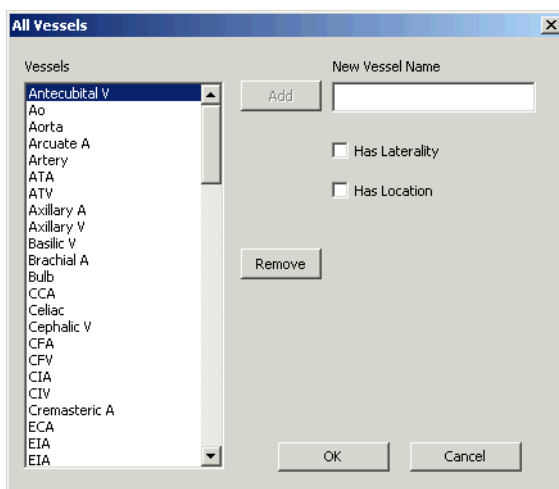 All Vessels
Vessels
Antecubital V
Ao
Aorta
Arcuate A
Artery
ATA
ATV
Axillary A
Axillary V
Basilic V
Brachial A
Bulb
CCA
Celiac
Cephalic V
CFA
CFV
CIA
CIV
Cremasteric A
ECA
EIA
EIA
Add
New Vessel Name
Has Laterality
Has Location
Remove
OK
Cancel